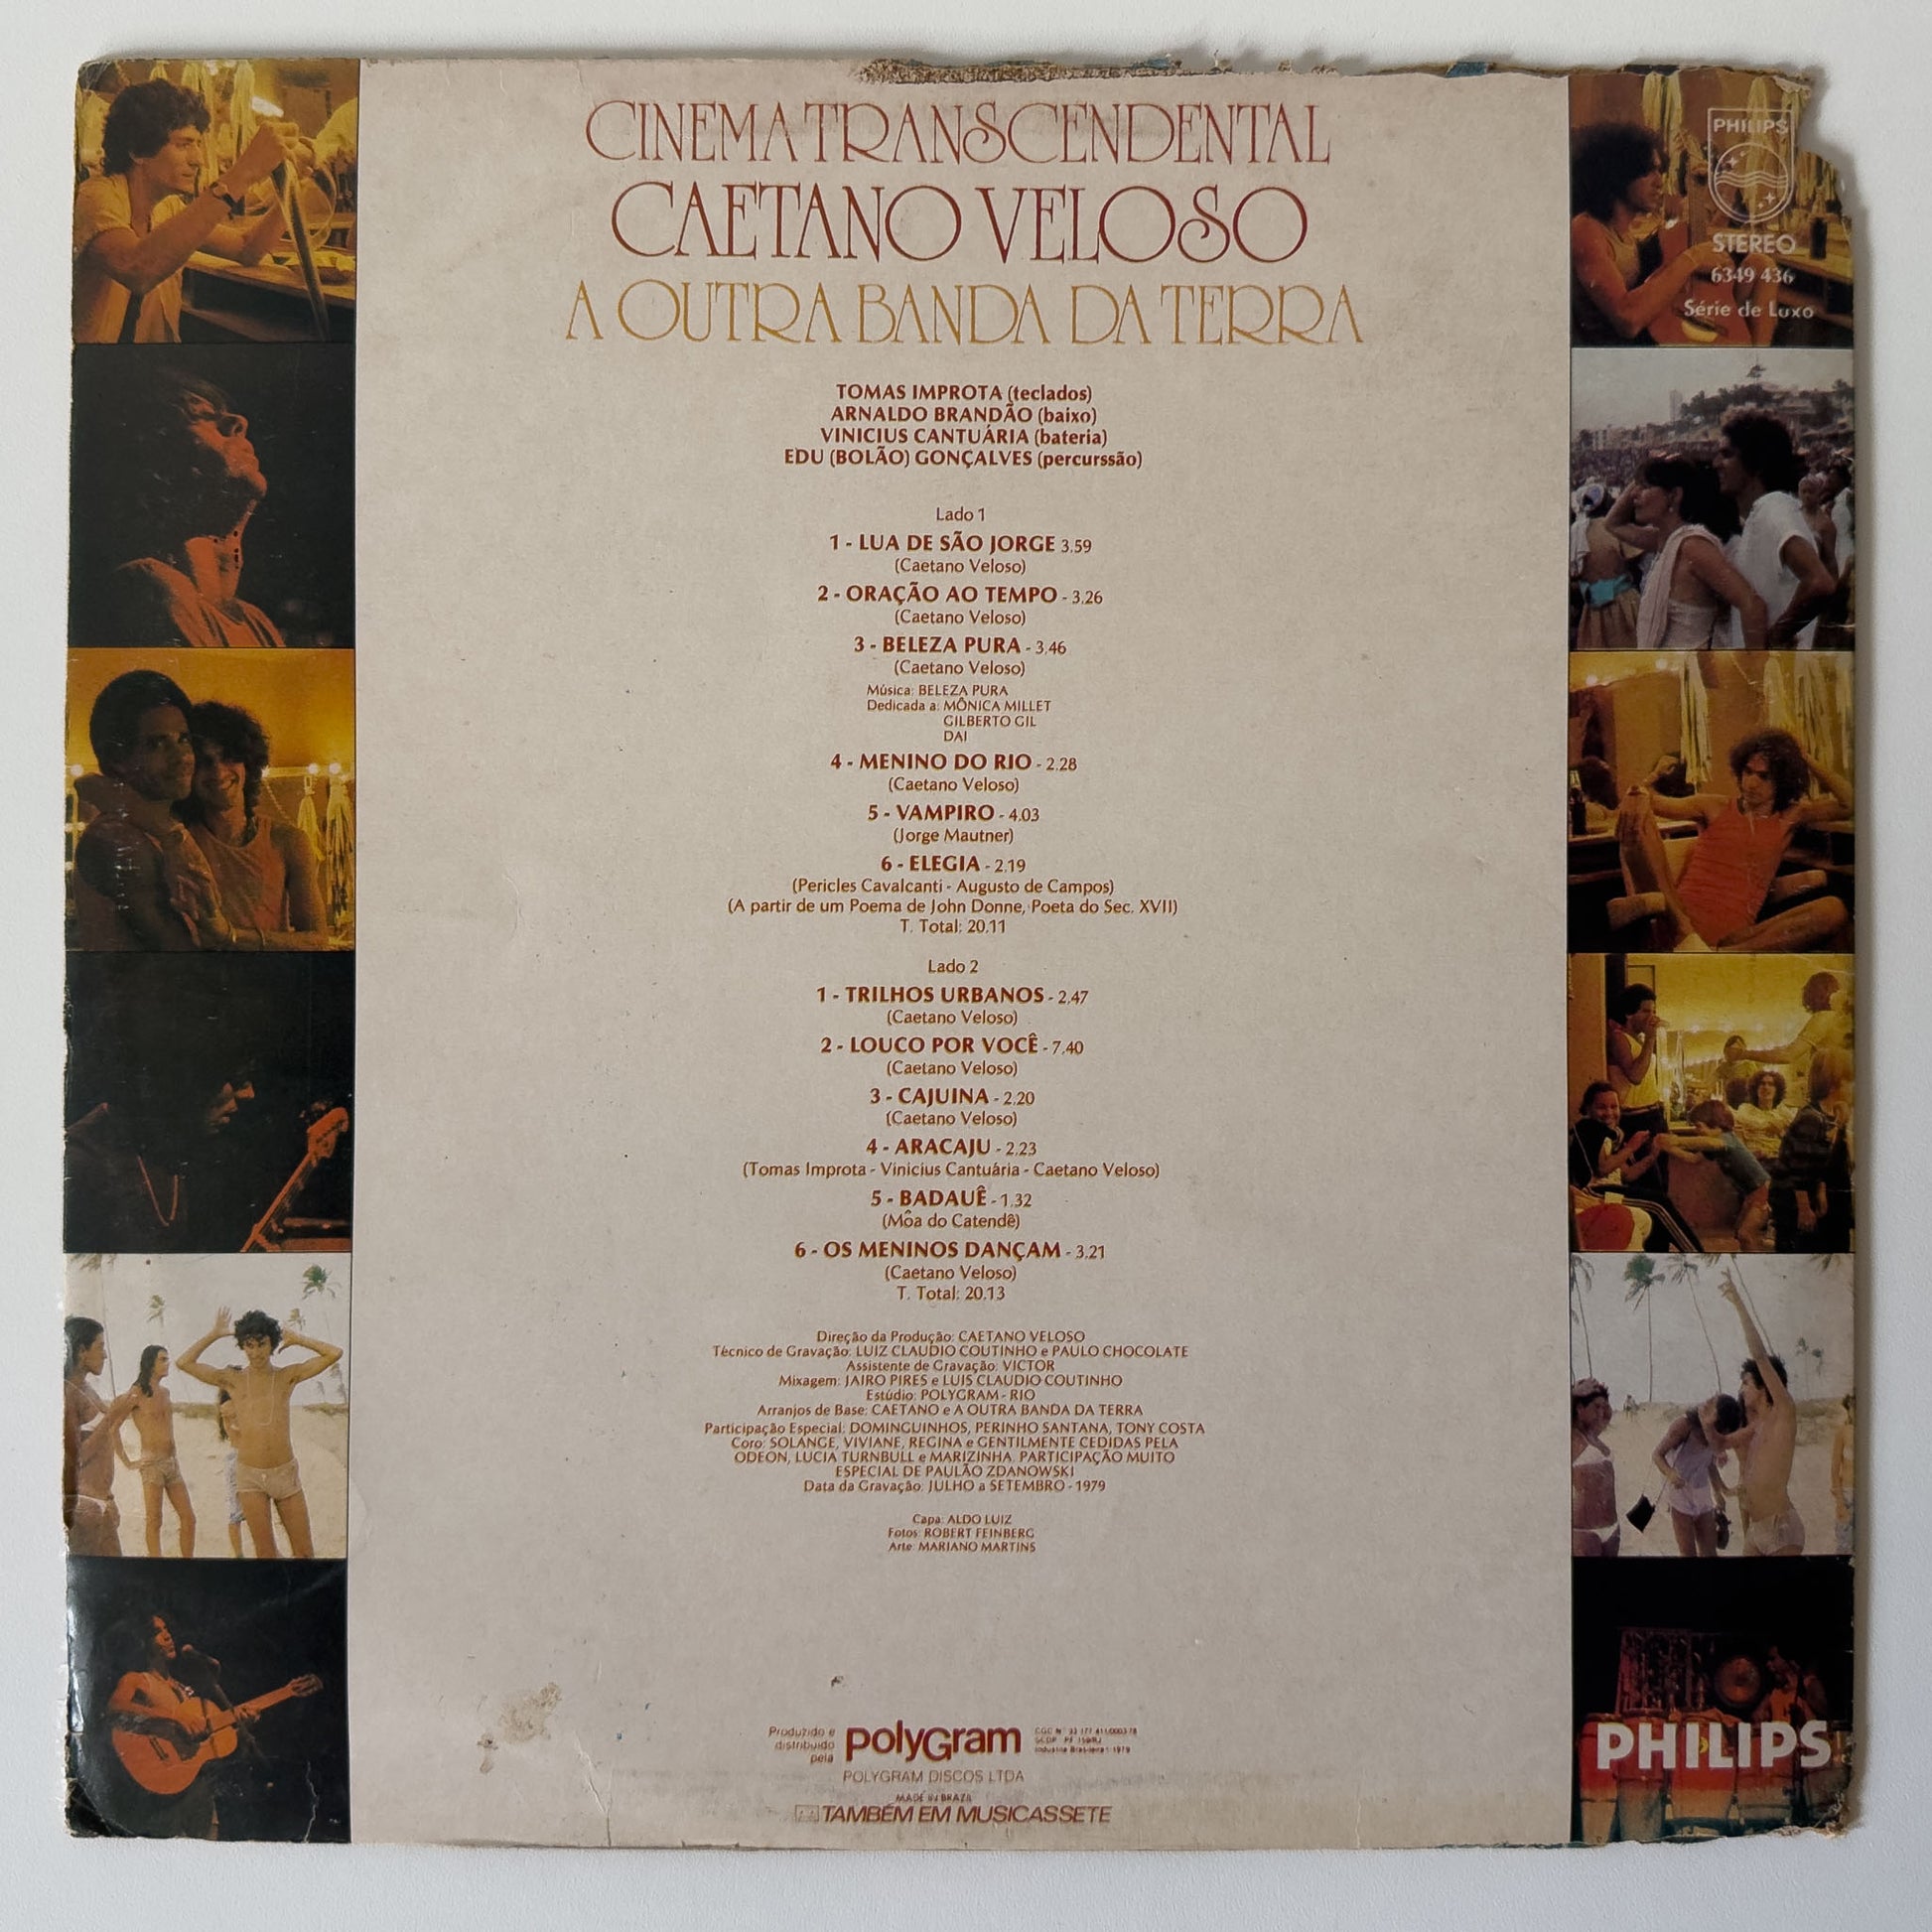 CINEMA TRANSCENDENTAL
CAETANO VELOSO
A OUTRA BANDA DA TERRA
PHILIPS
STEREO
6349 436
Série de Luxo
TOMAS IMPROTA (teclados)
ARNALDO BRANDÃO (baixo)
VINICIUS CANTUÁRIA (bateria)
EDU (BOLÃO) GONÇALVES (percurssão)
Lado 1
1 - LUA DE SÃO JORGE 3.59
(Caetano Veloso)
2 - ORAÇÃO AO TEMPO - 3.26
(Caetano Veloso)
3 - BELEZA PURA - 3.46
(Caetano Veloso)
Música: BELEZA PURA
Dedicada a: MÔNICA MILLET
GILBERTO GIL
DAI
4 - MENINO DO RIO - 2.28
(Caetano Veloso)
5 - VAMPIRO - 4.03
(Jorge Mautner)
6 - ELEGIA - 2.19
(Pericles Cavalcanti - Augusto de Campos)
(A partir de um Poema de John Donne, Poeta do Sec. XVII)
T. Total: 20.11
Lado 2
1 - TRILHOS URBANOS - 2.47
(Caetano Veloso)
2 - LOUCO POR VOCÊ - 7.40
(Caetano Veloso)
3 - CAJUINA - 2.20
(Caetano Veloso)
4 - ARACAJU - 2.23
(Tomas Improta - Vinicius Cantuária - Caetano Veloso)
5 - BADAUÊ - 1.32
(Môa do Catendê)
6 - OS MENINOS DANÇAM - 3.21
(Caetano Veloso)
T. Total: 20.13
Direção da Produção: CAETANO VELOSO
Técnico de Gravação: LUIZ CLAUDIO COUTINHO e PAULO CHOCOLATE
Assistente de Gravação: VICTOR
Mixagem: JAIRO PIRES e LUIS CLAUDIO COUTINHO
Estúdio: POLYGRAM - RIO
Arranjos de Base: CAETANO e A OUTRA BANDA DA TERRA
Participação Especial: DOMINGUINHOS, PERINHO SANTANA, TONY COSTA
Coro: SOLANGE, VIVIANE, REGINA e GENTILMENTE CEDIDAS PELA
ODEON, LUCIA TURNBULL e MARIZINHA. PARTICIPAÇÃO MUITO
ESPECIAL DE PAULÃO ZDANOWSKI
Data da Gravação: JULHO a SETEMBRO - 1979
Capa: ALDO LUIZ
Fotos: ROBERT FEINBERG
Arte: MARIANO MARTINS
Produzido e
distribuido
pela
polyGram
Industria Brasileira 1979
POLYGRAM DISCOS LTDA
MADE IN BRAZIL
TAMBÉM EM MUSICASSETE
PHILIPS